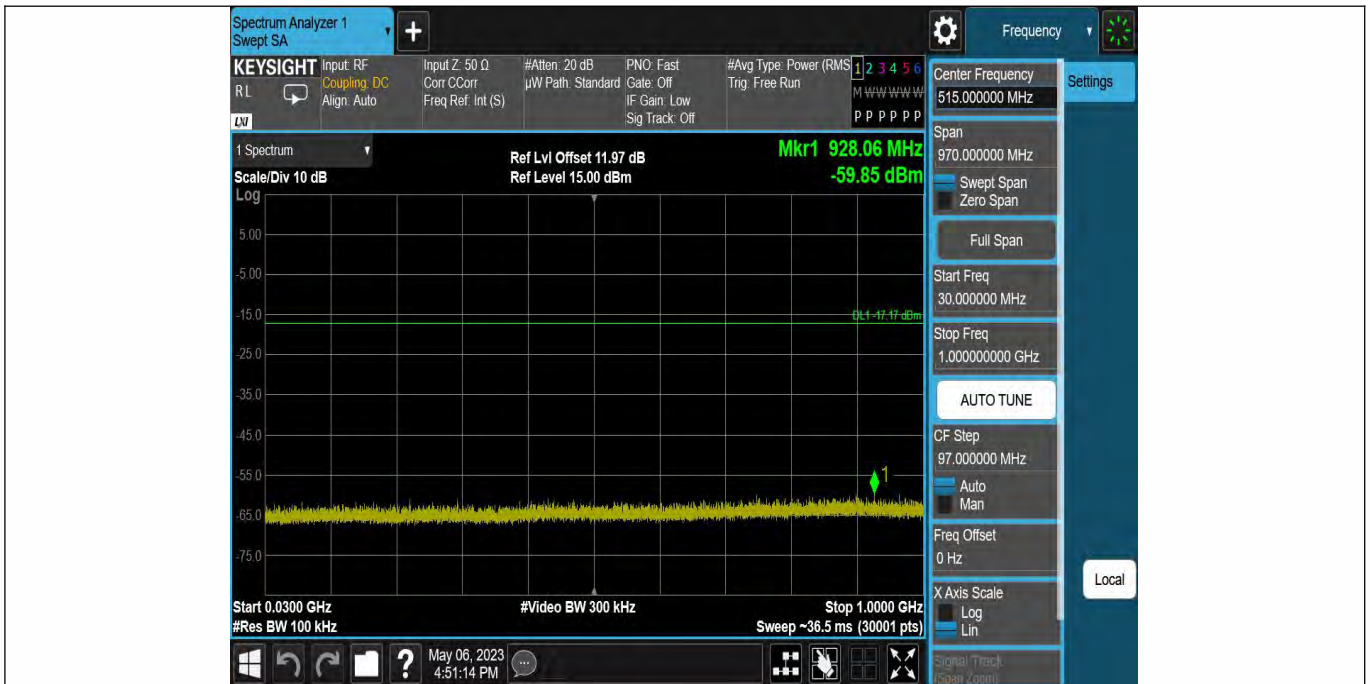 Spectrum Analyzer 1
Swept SA
Frequency
KEYSIGHT
RL
LXI
Input: RF
Coupling: DC
Align: Auto
Input Z: 50 Ω
Corr CCorr
Freq Ref: Int (S)
#Atten: 20 dB
µW Path: Standard
PNO: Fast
Gate: Off
IF Gain: Low
Sig Track: Off
#Avg Type: Power (RMS
Trig: Free Run
1 2 3 4 5 6
M W W W W W
P P P P P P
1 Spectrum
Scale/Div 10 dB
Log
Ref Lvl Offset 11.97 dB
Ref Level 15.00 dBm
Mkr1 928.06 MHz
-59.85 dBm
5.00
-5.00
-15.0
DL1 -17.17 dBm
-25.0
-35.0
-45.0
-55.0
1
-65.0
-75.0
Start 0.0300 GHz
#Res BW 100 kHz
#Video BW 300 kHz
Stop 1.0000 GHz
Sweep ~36.5 ms (30001 pts)
May 06, 2023
4:51:14 PM
Center Frequency
515.000000 MHz
Settings
Span
970.000000 MHz
Swept Span
Zero Span
Full Span
Start Freq
30.000000 MHz
Stop Freq
1.000000000 GHz
AUTO TUNE
CF Step
97.000000 MHz
Auto
Man
Freq Offset
0 Hz
X Axis Scale
Log
Lin
Local
Signal Track
(Span Zoom)